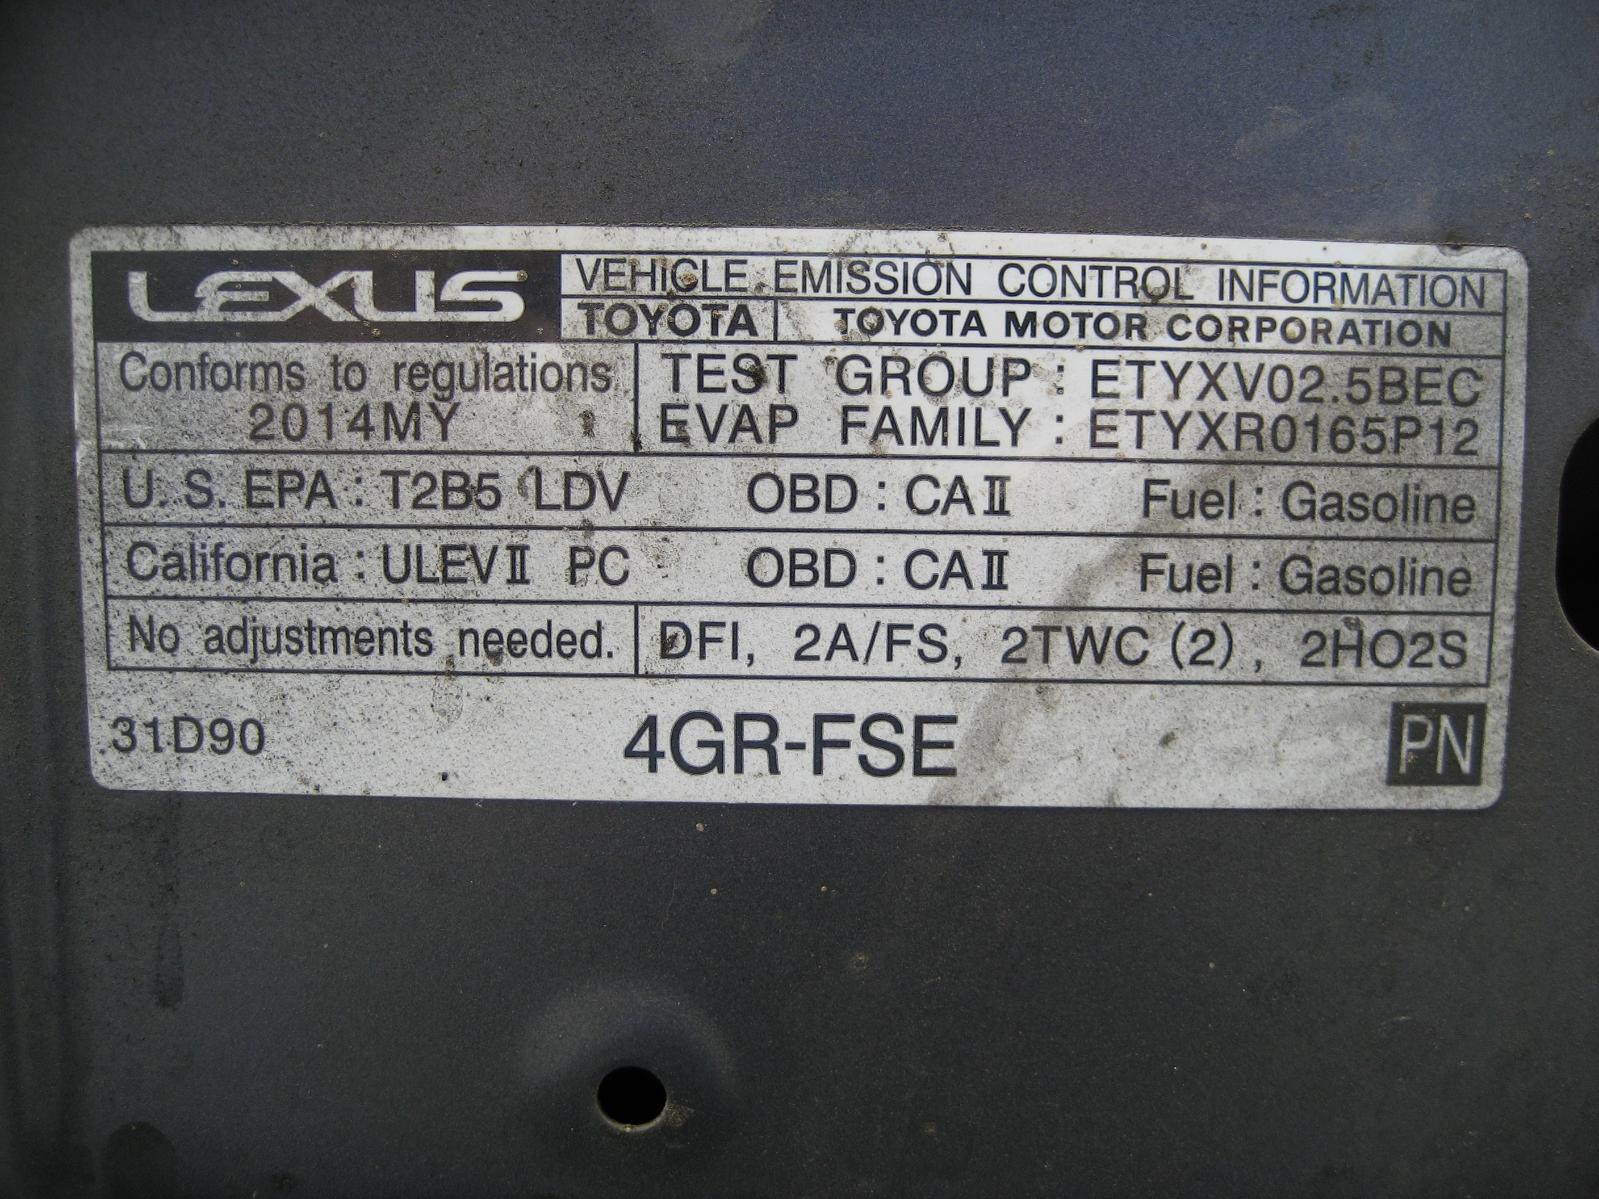 LEXUS
VEHICLE EMISSION CONTROL INFORMATION
TOYOTA TOYOTA MOTOR CORPORATION
Conforms to regulations
2014MY
TEST GROUP : ETYXV02.5BEC
EVAP FAMILY : ETYXR0165P12
U. S. EPA : T2B5 LDV OBD : CAⅡ Fuel : Gasoline
California : ULEVⅡ PC OBD : CAⅡ Fuel : Gasoline
No adjustments needed. DFI, 2A/FS, 2TWC (2), 2HO2S
31D90 4GR-FSE PN